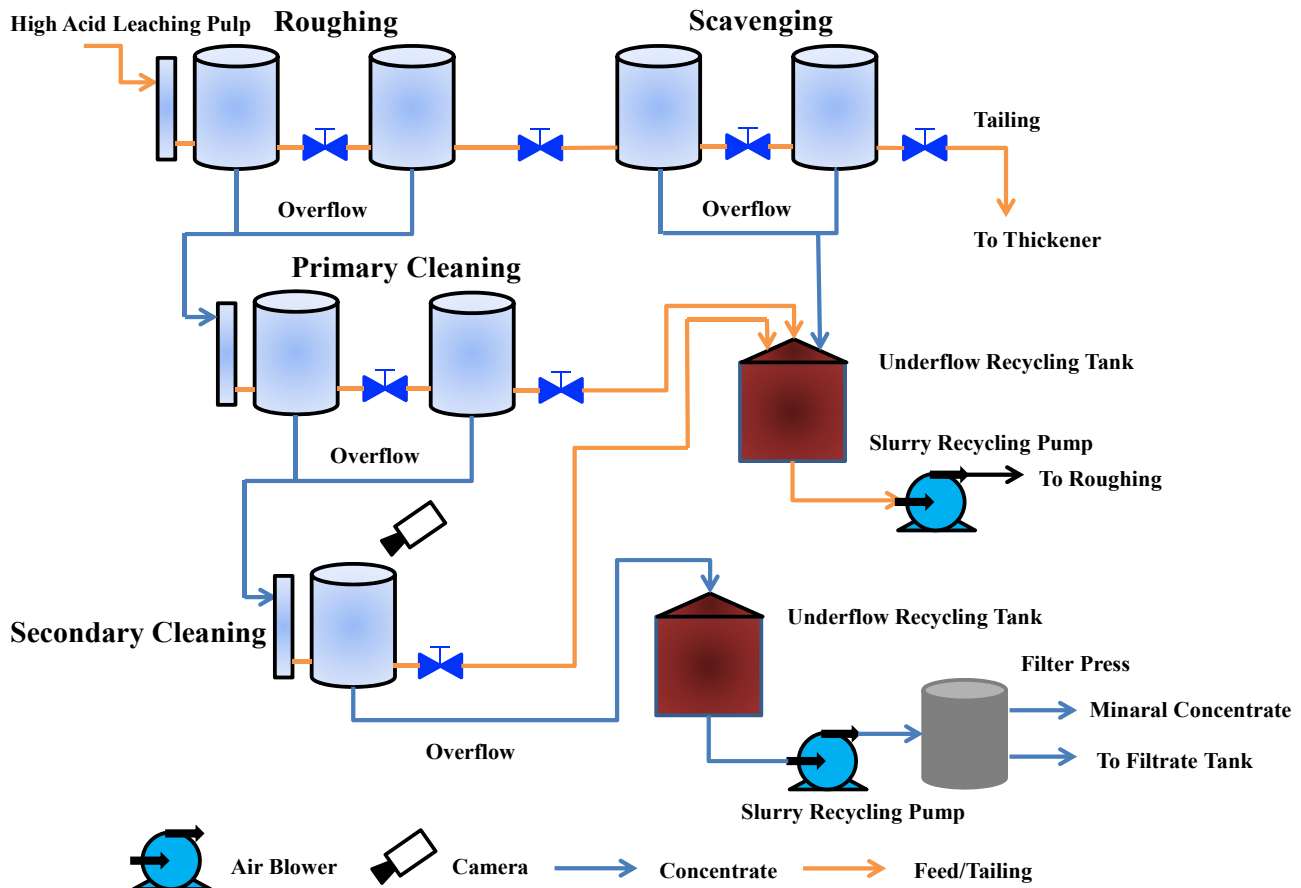 High Acid Leaching Pulp
Roughing
Scavenging
Tailing
Overflow
Overflow
To Thickener
Primary Cleaning
Underflow Recycling Tank
Slurry Recycling Pump
Overflow
To Roughing
Secondary Cleaning
Underflow Recycling Tank
Filter Press
Minaral Concentrate
Overflow
To Filtrate Tank
Slurry Recycling Pump
Air Blower
Camera
Concentrate
Feed/Tailing